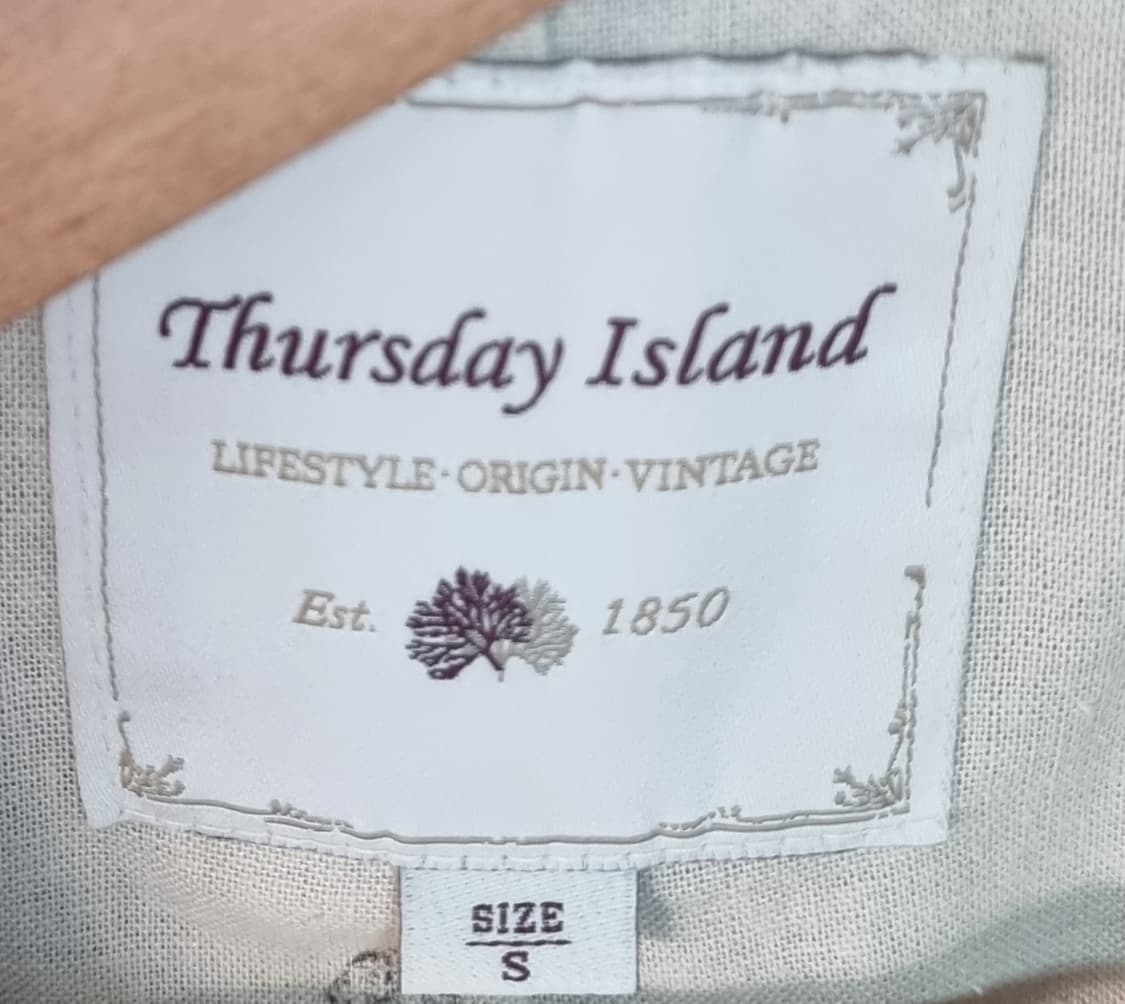 Thursday Island
LIFESTYLE·ORIGIN·VINTAGE
Est. 1850
SIZE
S